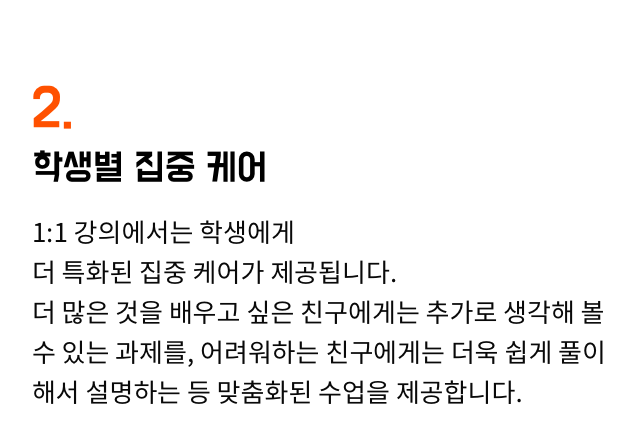 2.
학생별 집중 케어
1:1 강의에서는 학생에게
더 특화된 집중 케어가 제공됩니다.
더 많은 것을 배우고 싶은 친구에게는 추가로 생각해 볼
수 있는 과제를, 어려워하는 친구에게는 더욱 쉽게 풀이
해서 설명하는 등 맞춤화된 수업을 제공합니다.